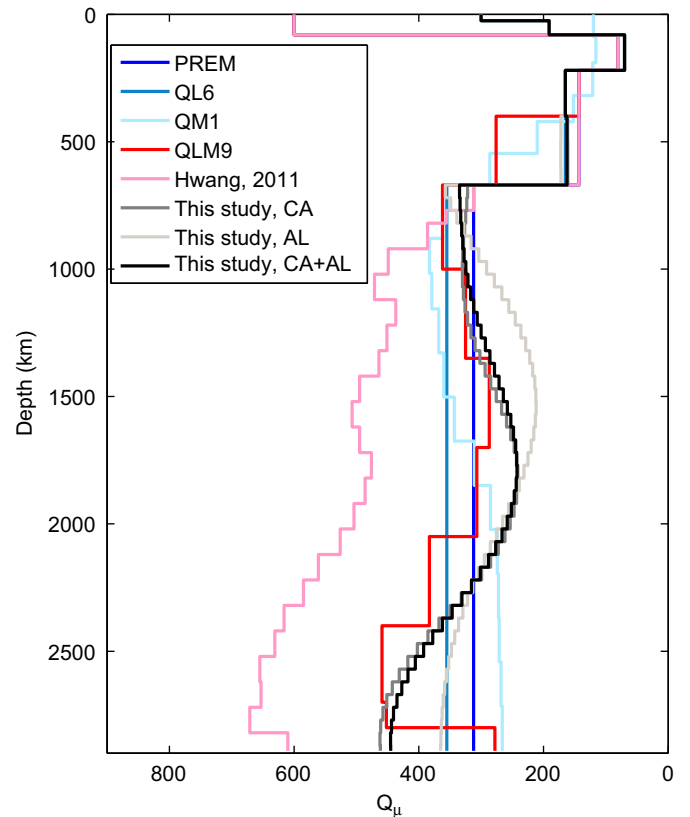 0
500
1000
1500
2000
2500
Depth (km)
PREM
QL6
QM1
QLM9
Hwang, 2011
This study, CA
This study, AL
This study, CA+AL
800
600
400
200
0
Qμ